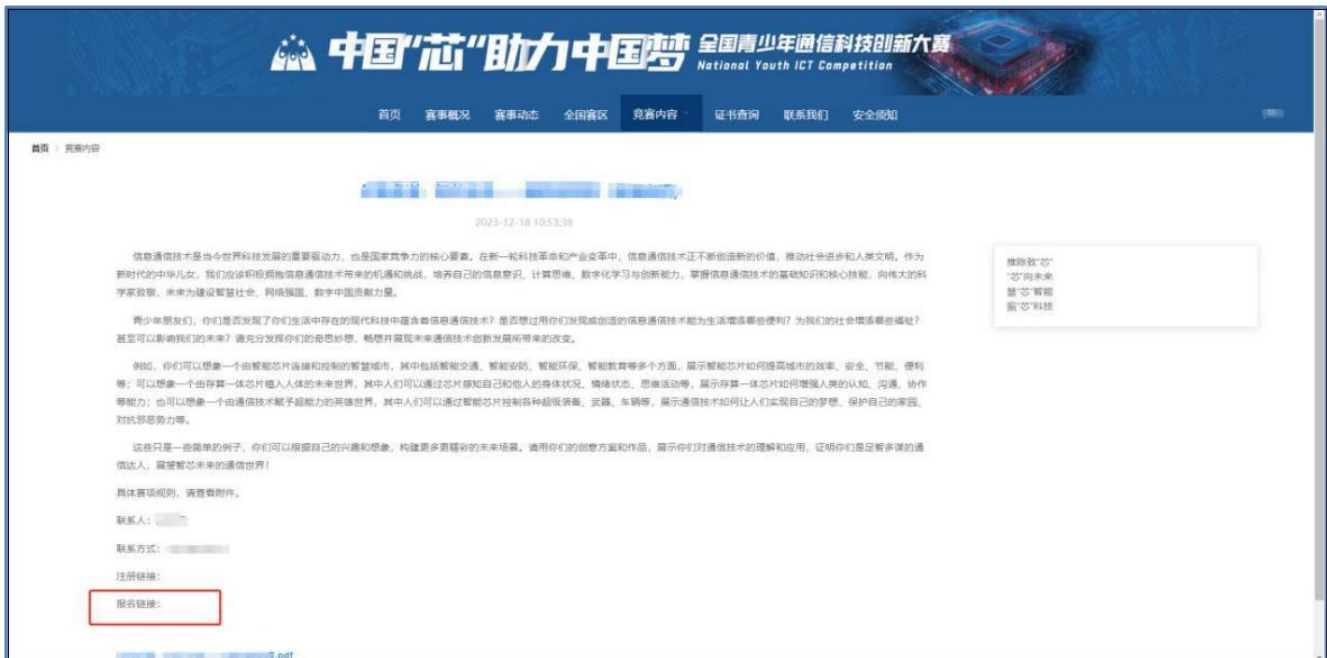 中国“芯“助力中国梦 全国青少年通信科技创新大赛
National Youth ICT Competition
首页 赛事概况 赛事动态 全国赛区 竞赛内容 证书查询 联系我们 安全须知
首页 / 竞赛内容
2023-12-18 10:53:38
信息通信技术是当今世界科技发展的重要驱动力，也是国家竞争力的核心要素。在新一轮科技革命和产业变革中，信息通信技术正不断创造新的价值，推动社会进步和人类文明。作为
新时代的中华儿女，我们应该积极拥抱信息通信技术带来的机遇和挑战，培养自己的信息意识、计算思维、数字化学习与创新能力，掌握信息通信技术的基础知识和核心技能，向伟大的科
学家致敬，未来为建设智慧社会、网络强国、数字中国贡献力量。
青少年朋友们，你们是否发现了你们生活中存在的现代科技中蕴含着信息通信技术？是否想过用你们发现或创造的信息通信技术能为生活增添哪些便利？为我们的社会增添哪些福祉？
甚至可以影响我们的未来？请充分发挥你们的奇思妙想，畅想并展现未来通信技术创新发展所带来的改变。
例如，你们可以想象一个由智能芯片连接和控制的智慧城市，其中包括智能交通、智能安防、智能环保、智能教育等多个方面，展示智能芯片如何提高城市的效率、安全、节能、便利
等；可以想象一个由存算一体芯片植入人体的未来世界，其中人们可以通过芯片感知自己和他人的身体状况、情绪状态、思维活动等，展示存算一体芯片如何增强人类的认知、沟通、协作
等能力；也可以想象一个由通信技术赋予超能力的英雄世界，其中人们可以通过智能芯片控制各种超级装备、武器、车辆等，展示通信技术如何让人们实现自己的梦想、保护自己的家园、
对抗邪恶势力等。
这些只是一些简单的例子，你们可以根据自己的兴趣和想象，构建更多更精彩的未来场景。请用你们的创意方案和作品，展示你们对通信技术的理解和应用，证明你们是足智多谋的通
信达人，展望智芯未来的通信世界！
具体赛项规则，请查看附件。
联系人：
联系方式：
注册链接：
报名链接：
.pdf
推陈致“芯”
“芯”向未来
慧“芯”智能
振“芯”科技